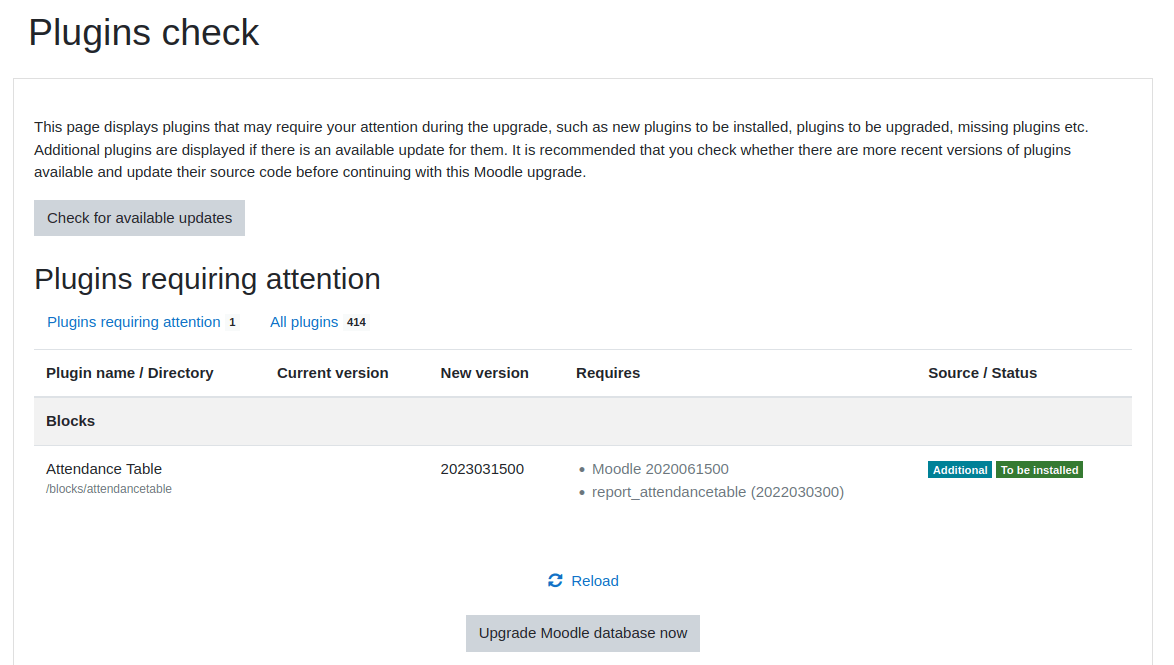 Plugins check
This page displays plugins that may require your attention during the upgrade, such as new plugins to be installed, plugins to be upgraded, missing plugins etc.
Additional plugins are displayed if there is an available update for them. It is recommended that you check whether there are more recent versions of plugins
available and update their source code before continuing with this Moodle upgrade.
Check for available updates
Plugins requiring attention
Plugins requiring attention 1 All plugins 414
Plugin name / Directory Current version New version Requires Source / Status
Blocks
Attendance Table 2023031500 • Moodle 2020061500 Additional To be installed
/blocks/attendancetable • report_attendancetable (2022030300)
Reload
Upgrade Moodle database now